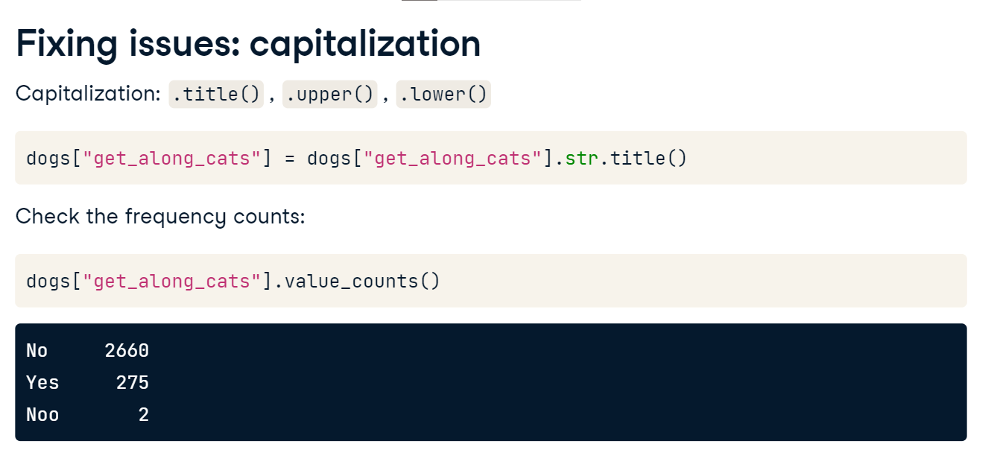 Fixing issues: capitalization
Capitalization: .title() , .upper() , .lower()
dogs["get_along_cats"] = dogs["get_along_cats"].str.title()
Check the frequency counts:
dogs["get_along_cats"].value_counts()
No     2660
Yes     275
Noo       2